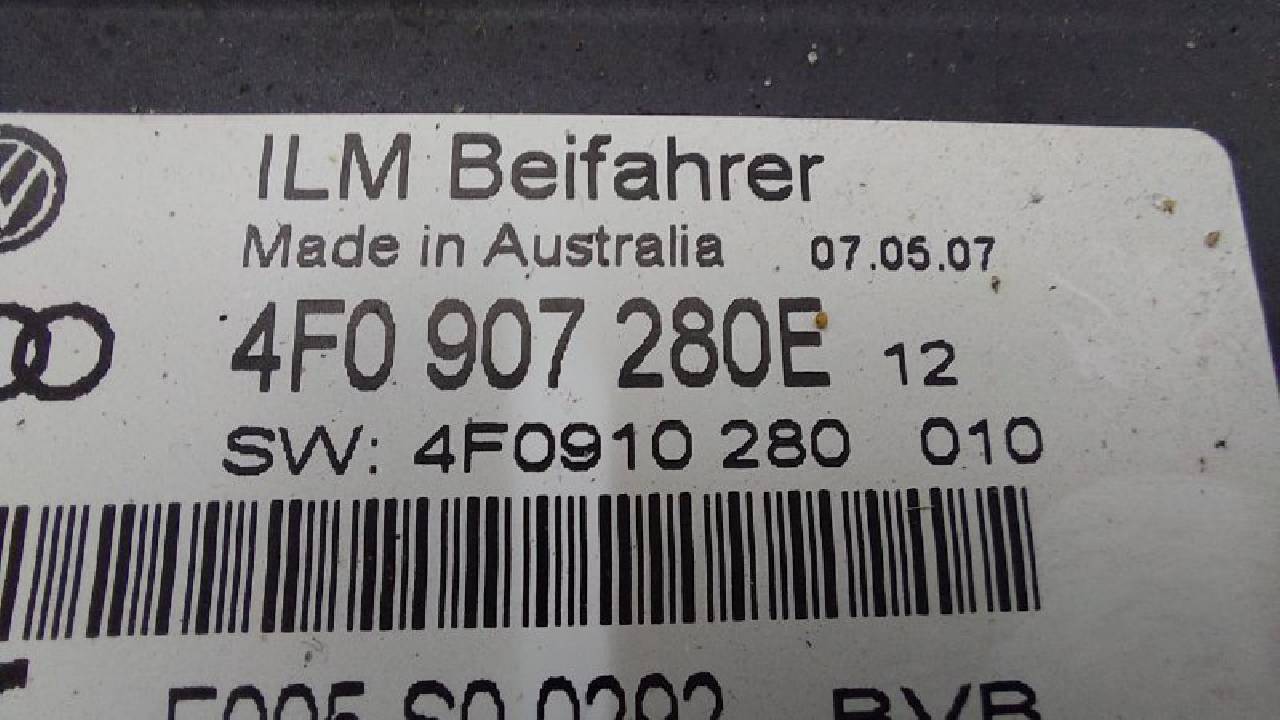 ILM Beifahrer
Made in Australia 07.05.07
4F0 907 280E 12
SW: 4F0910 280 010